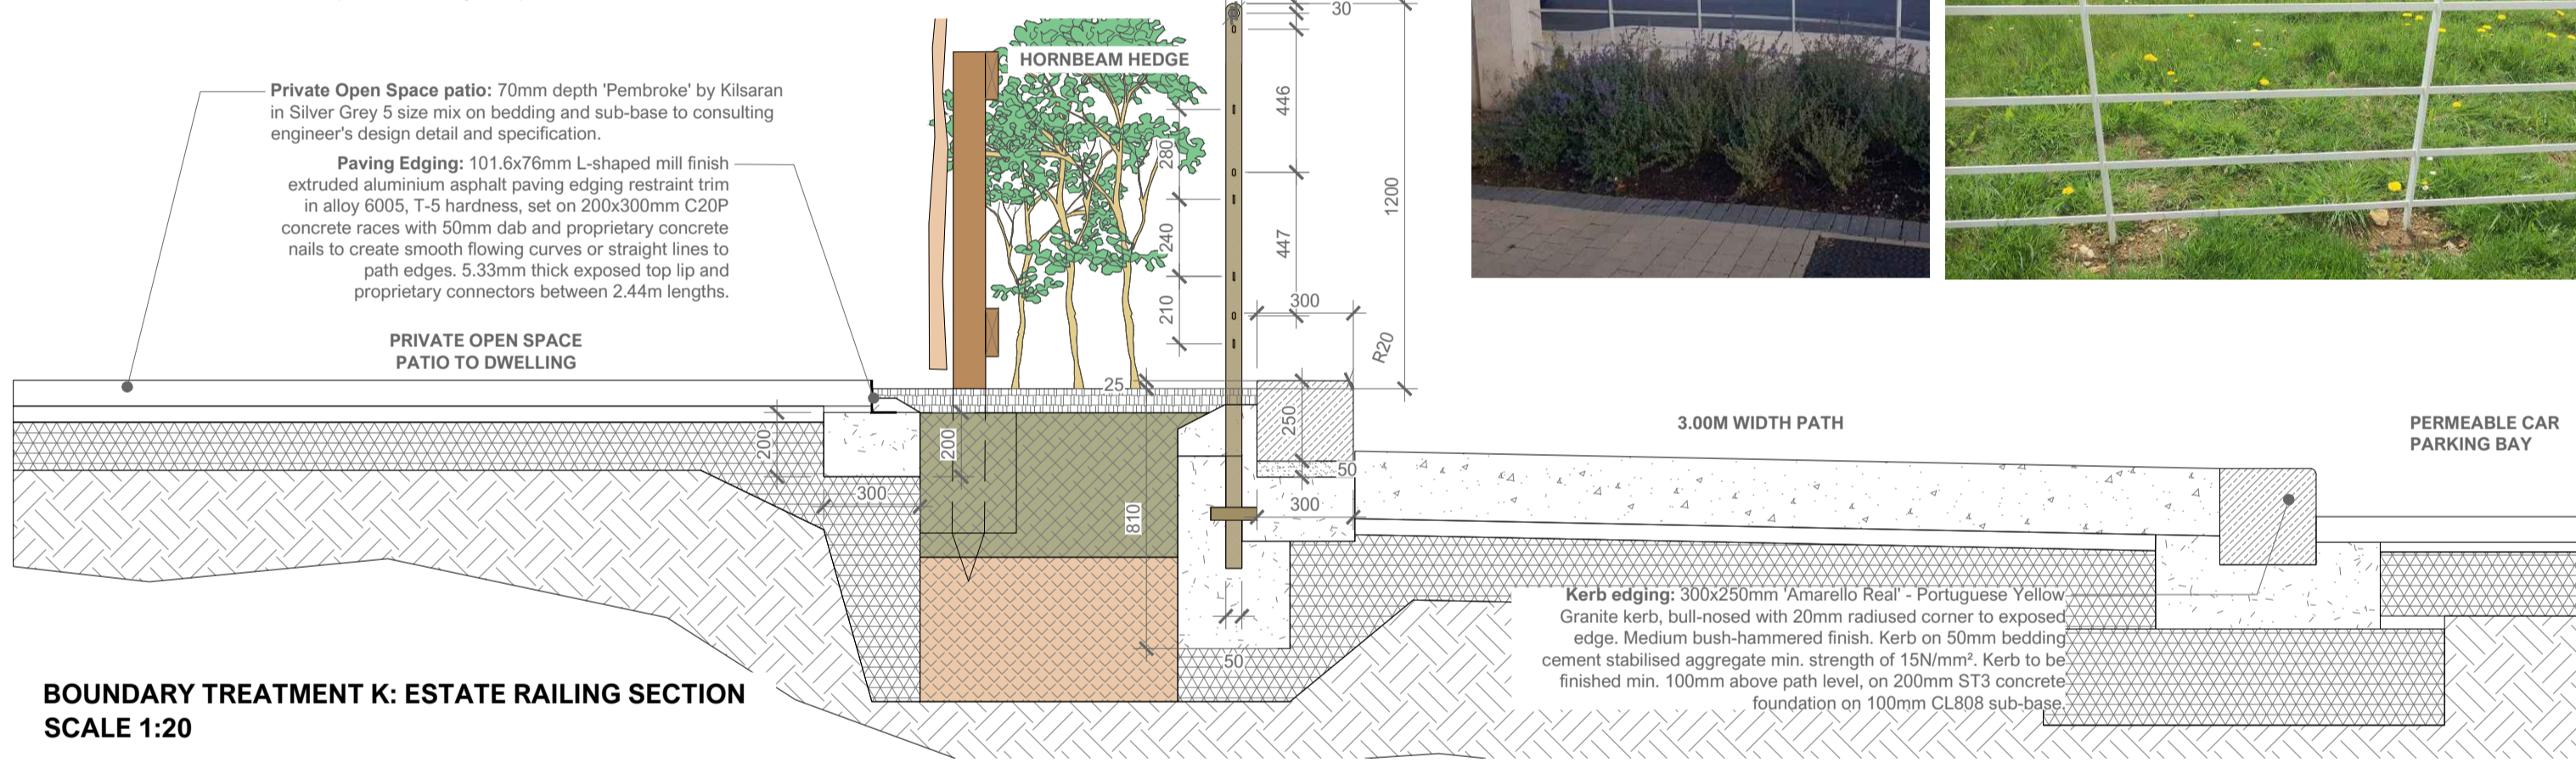 30
HORNBEAM HEDGE
Private Open Space patio: 70mm depth 'Pembroke' by Kilsaran
in Silver Grey 5 size mix on bedding and sub-base to consulting
engineer's design detail and specification.
Paving Edging: 101.6x76mm L-shaped mill finish
extruded aluminium asphalt paving edging restraint trim
in alloy 6005, T-5 hardness, set on 200x300mm C20P
concrete races with 50mm dab and proprietary concrete
nails to create smooth flowing curves or straight lines to
path edges. 5.33mm thick exposed top lip and
proprietary connectors between 2.44m lengths.
PRIVATE OPEN SPACE
PATIO TO DWELLING
446
280
1200
447
240
210
300
R20
25
250
200
200
50
300
300
810
50
3.00M WIDTH PATH
PERMEABLE CAR
PARKING BAY
Kerb edging: 300x250mm 'Amarello Real' - Portuguese Yellow
Granite kerb, bull-nosed with 20mm radiused corner to exposed
edge. Medium bush-hammered finish. Kerb on 50mm bedding
cement stabilised aggregate min. strength of 15N/mm². Kerb to be
finished min. 100mm above path level, on 200mm ST3 concrete
foundation on 100mm CL808 sub-base.
BOUNDARY TREATMENT K: ESTATE RAILING SECTION
SCALE 1:20